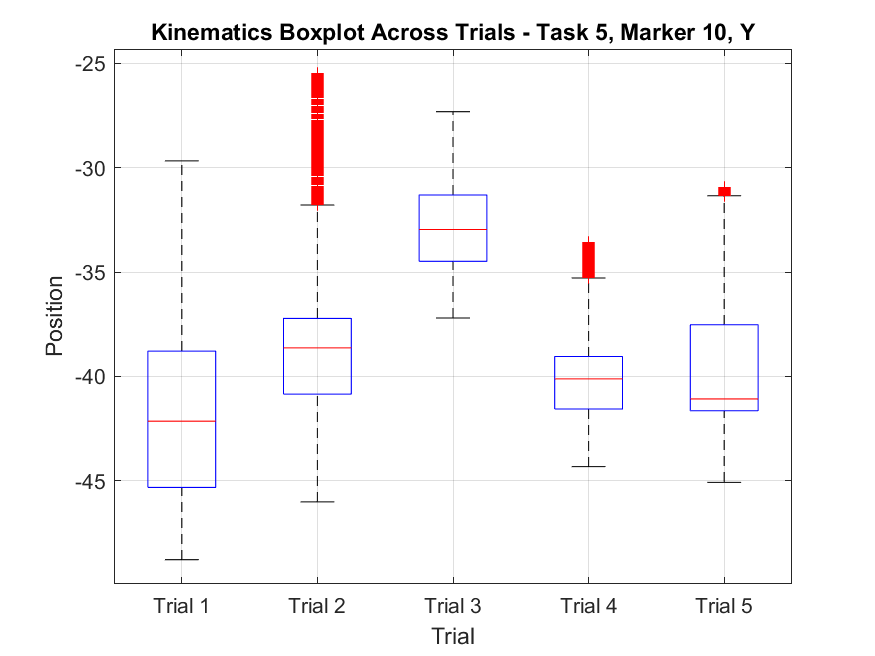 Kinematics Boxplot Across Trials - Task 5, Marker 10, Y
-25
-30
-35
-40
-45
Position
Trial 1 Trial 2 Trial 3 Trial 4 Trial 5
Trial